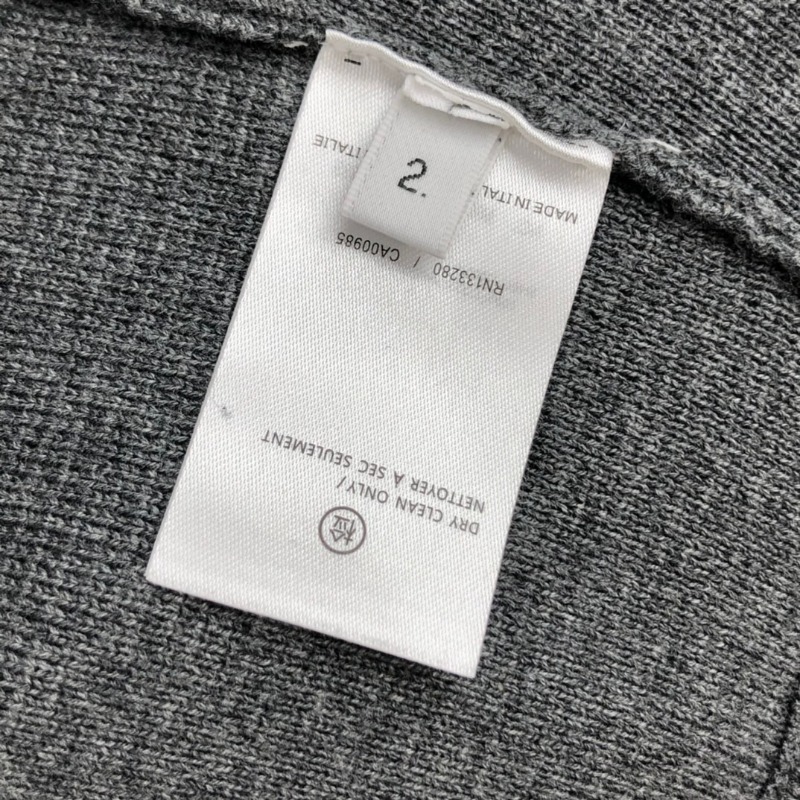 2.
MADE IN ITAL
ITALIE
RN133280 / CA00985
DRY CLEAN ONLY/
NETTOYER A SEC SEULEMENT